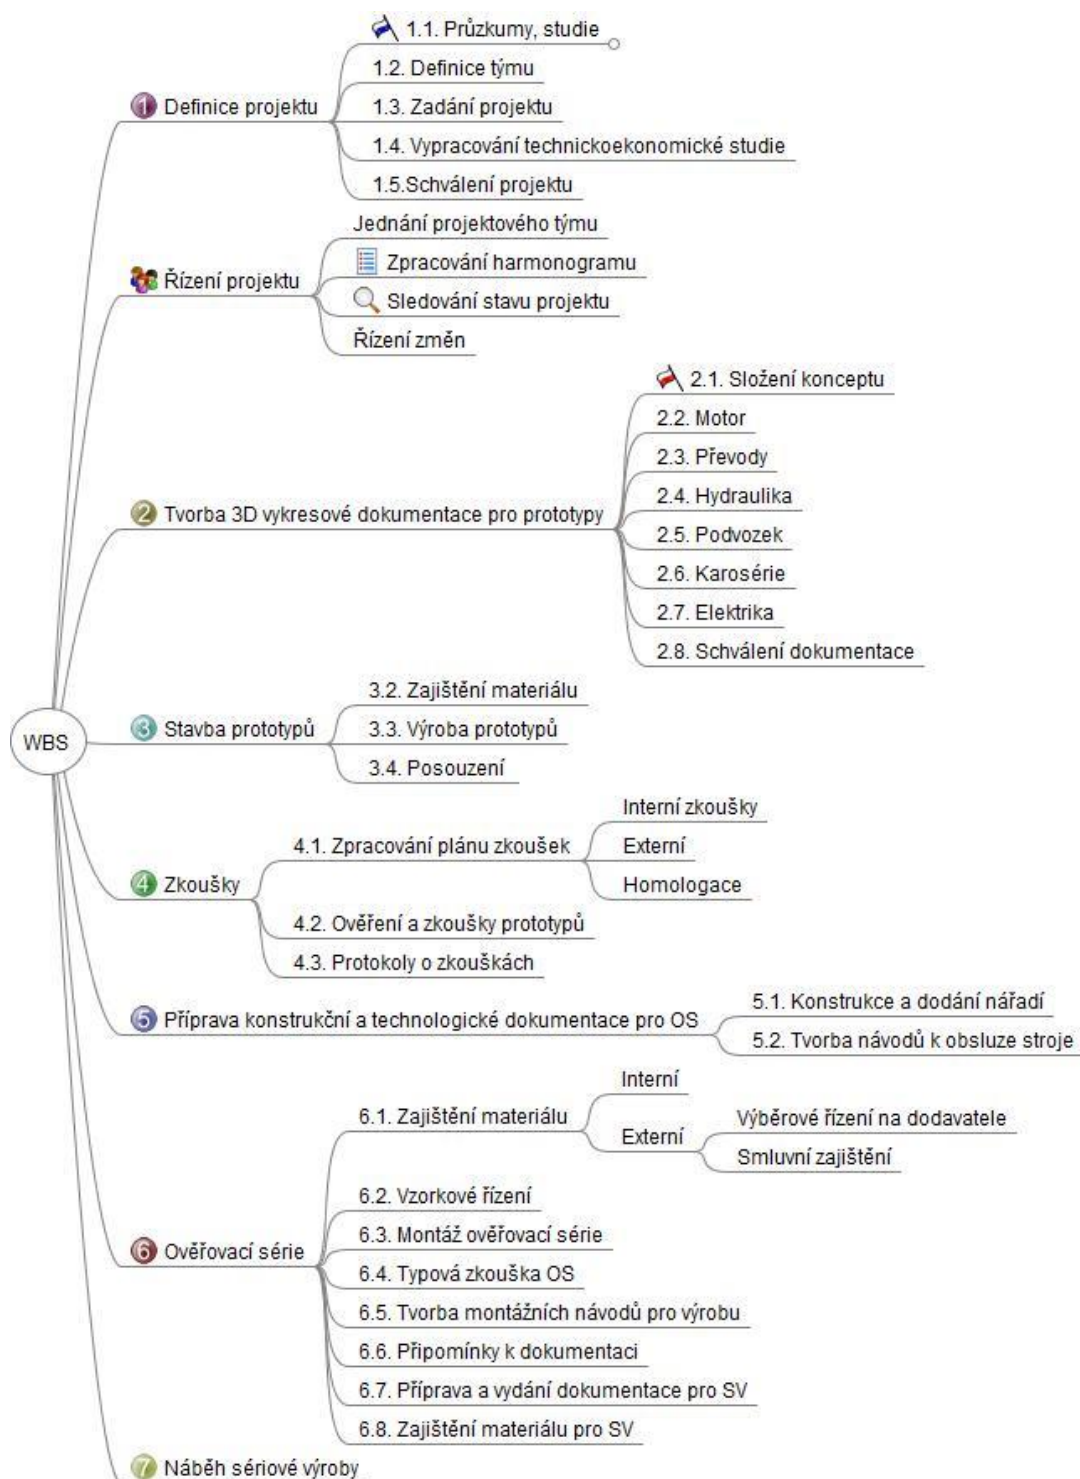 WBS
1 Definice projektu
1.1. Průzkumy, studie
1.2. Definice týmu
1.3. Zadání projektu
1.4. Vypracování technickoekonomické studie
1.5.Schválení projektu
Řízení projektu
Jednání projektového týmu
Zpracování harmonogramu
Sledování stavu projektu
Řízení změn
2 Tvorba 3D vykresové dokumentace pro prototypy
2.1. Složení konceptu
2.2. Motor
2.3. Převody
2.4. Hydraulika
2.5. Podvozek
2.6. Karosérie
2.7. Elektrika
2.8. Schválení dokumentace
3 Stavba prototypů
3.2. Zajištění materiálu
3.3. Výroba prototypů
3.4. Posouzení
4 Zkoušky
4.1. Zpracování plánu zkoušek
Interní zkoušky
Externí
Homologace
4.2. Ověření a zkoušky prototypů
4.3. Protokoly o zkouškách
5 Příprava konstrukční a technologické dokumentace pro OS
5.1. Konstrukce a dodání nářadí
5.2. Tvorba návodů k obsluze stroje
6 Ověřovací série
6.1. Zajištění materiálu
Interní
Externí
Výběrové řízení na dodavatele
Smluvní zajištění
6.2. Vzorkové řízení
6.3. Montáž ověřovací série
6.4. Typová zkouška OS
6.5. Tvorba montážních návodů pro výrobu
6.6. Připomínky k dokumentaci
6.7. Příprava a vydání dokumentace pro SV
6.8. Zajištění materiálu pro SV
7 Náběh sériové výroby